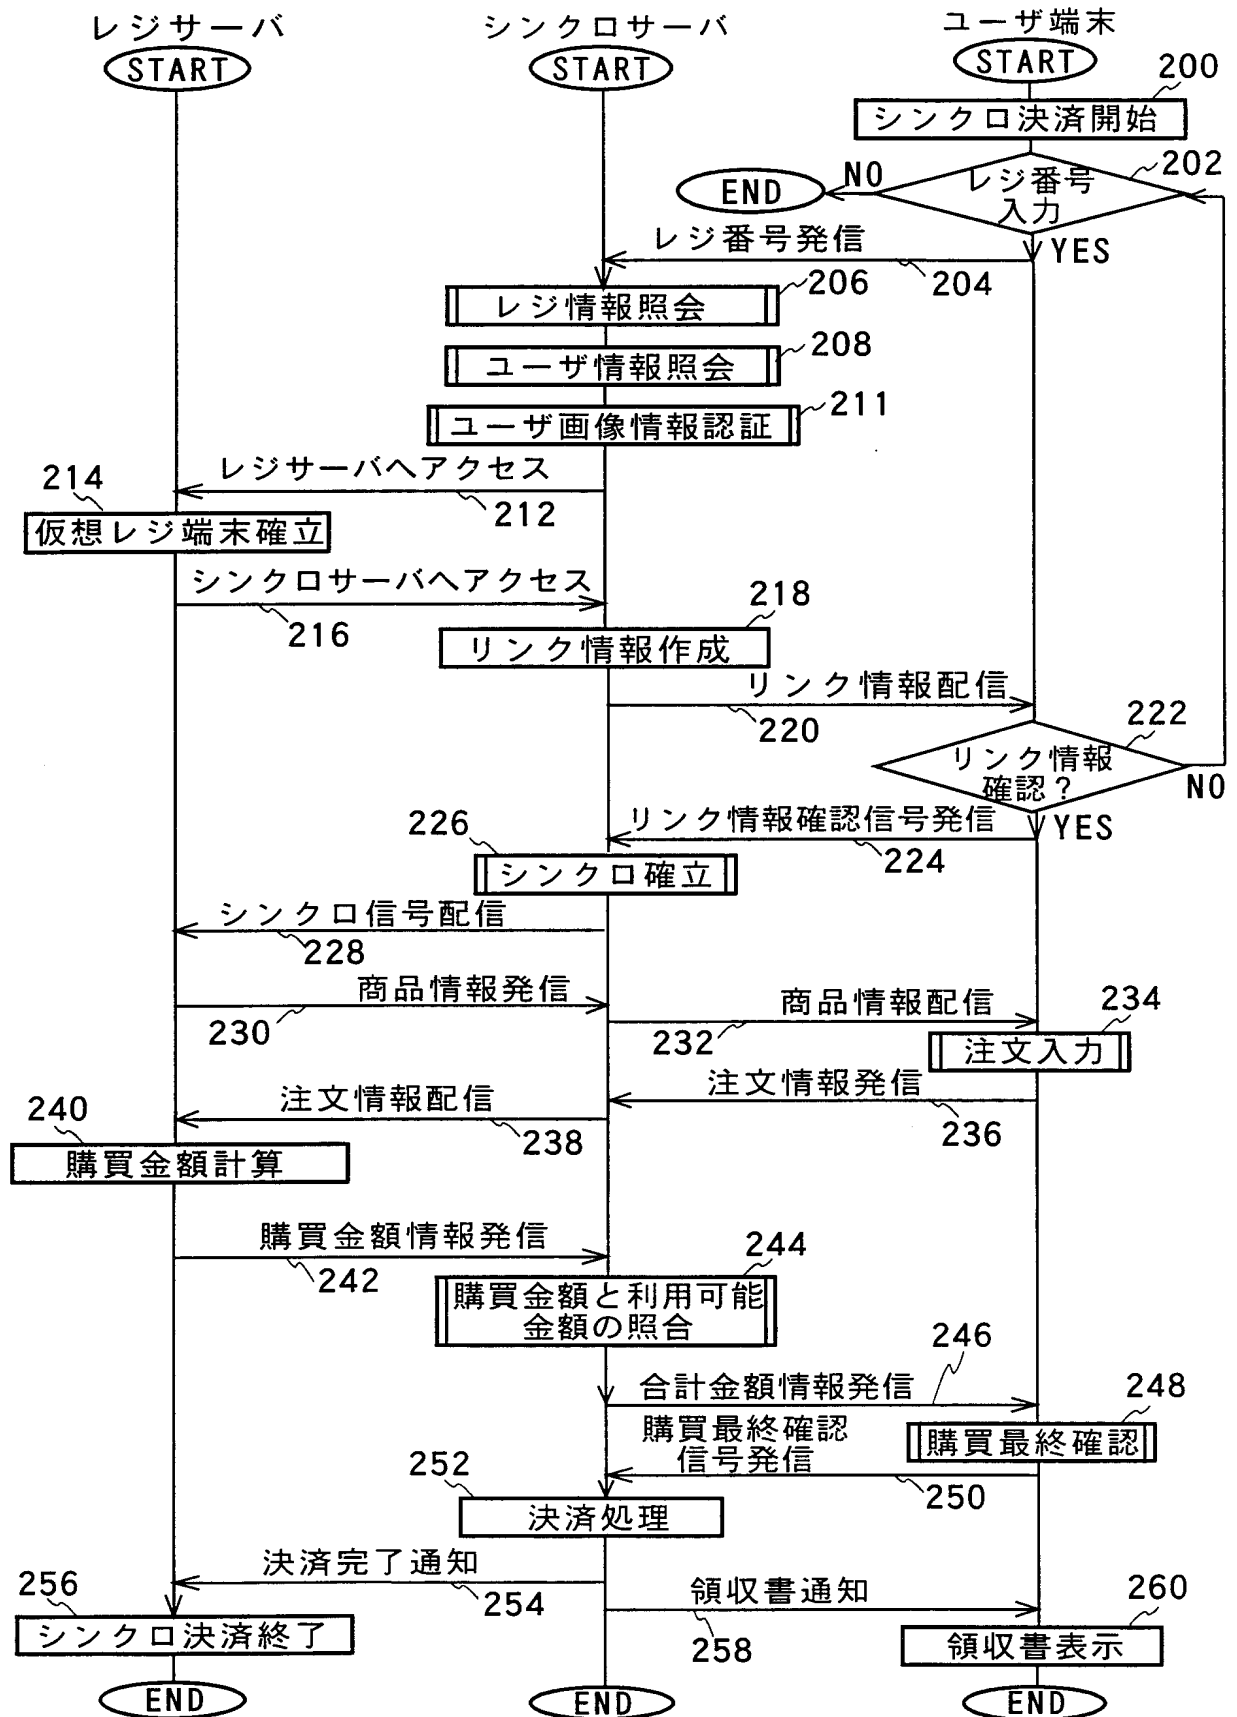 レジサーバ
シンクロサーバ
ユーザ端末
START
START
START
200
シンクロ決済開始
202
レジ番号
入力
NO
END
YES
レジ番号発信
204
206
レジ情報照会
208
ユーザ情報照会
211
ユーザ画像情報認証
レジサーバへアクセス
212
214
仮想レジ端末確立
シンクロサーバへアクセス
216
218
リンク情報作成
リンク情報配信
220
222
リンク情報
確認?
NO
YES
リンク情報確認信号発信
224
226
シンクロ確立
シンクロ信号配信
228
商品情報発信
230
商品情報配信
232
234
注文入力
注文情報発信
236
注文情報配信
238
240
購買金額計算
購買金額情報発信
242
244
購買金額と利用可能
金額の照合
246
合計金額情報発信
248
購買最終確認
購買最終確認
信号発信
250
252
決済処理
決済完了通知
254
256
シンクロ決済終了
領収書通知
258
260
領収書表示
END
END
END